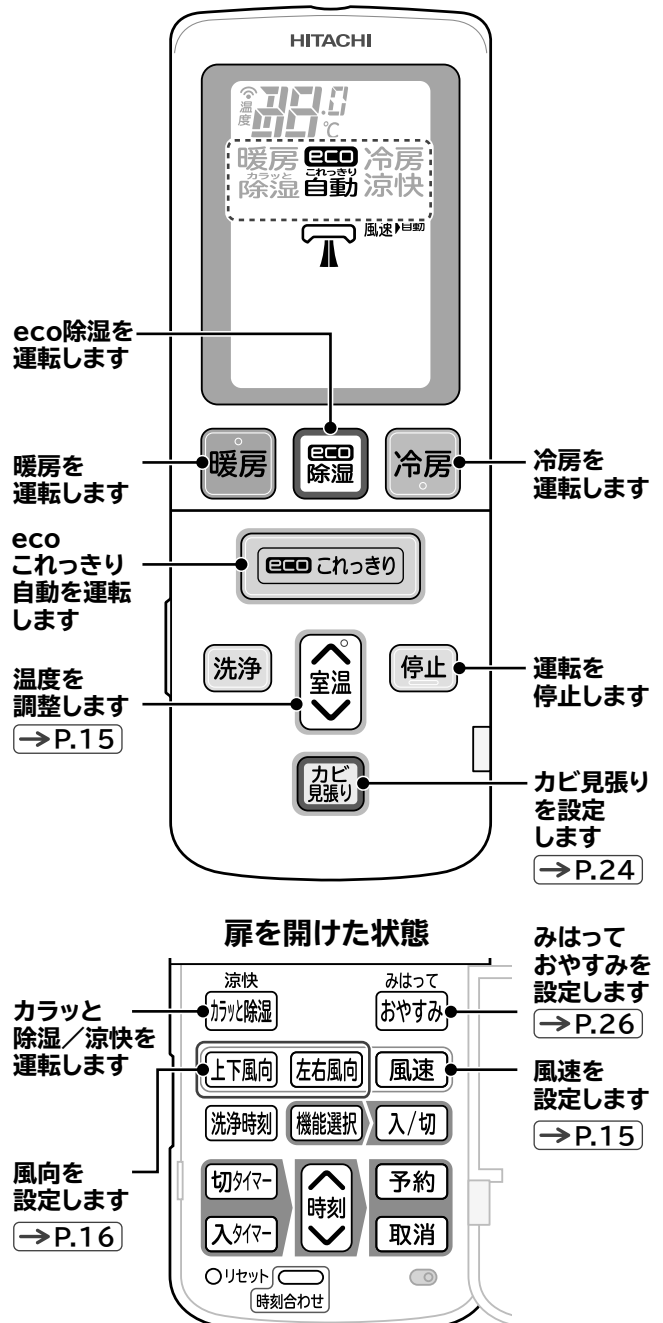 HITACHI
温度
88.0
℃
暖房 eco 冷房
カラッと これっきり
除湿 自動 涼快
風速 自動
eco除湿を
運転します
暖房
eco
除湿
冷房
暖房を
運転します
冷房を
運転します
eco
これっきり
自動を運転
します
eco これっきり
洗浄
室温
停止
温度を
調整します
→P.15
運転を
停止します
カビ
見張り
カビ見張り
を設定
します
→P.24
扉を開けた状態
涼快
カラッと除湿
みはって
おやすみ
みはって
おやすみを
設定します
→P.26
カラッと
除湿／涼快を
運転します
上下風向 左右風向 風速
風速を
設定します
→P.15
洗浄時刻 機能選択 入/切
風向を
設定します
→P.16
切タイマー 時刻 予約
入タイマー 取消
リセット
時刻合わせ